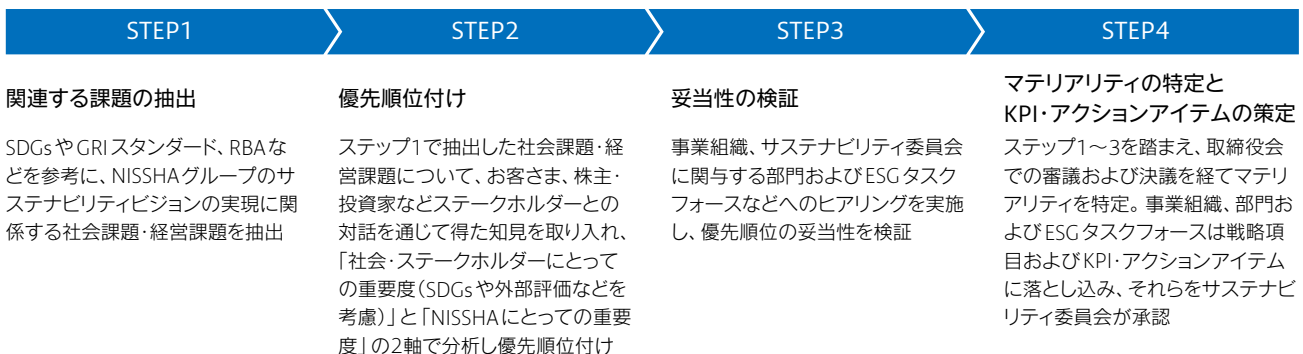 STEP1
STEP2
STEP3
STEP4
関連する課題の抽出
SDGsやGRIスタンダード、RBAな
どを参考に、NISSHAグループのサ
ステナビリティビジョンの実現に関
係する社会課題・経営課題を抽出
優先順位付け
ステップ1で抽出した社会課題・経
営課題について、お客さま、株主・
投資家などステークホルダーとの
対話を通じて得た知見を取り入れ、
「社会・ステークホルダーにとって
の重要度（SDGsや外部評価などを
考慮）」と「NISSHAにとっての重要
度」の2軸で分析し優先順位付け
妥当性の検証
事業組織、サステナビリティ委員会
に関与する部門およびESGタスク
フォースなどへのヒアリングを実施
し、優先順位の妥当性を検証
マテリアリティの特定と
KPI・アクションアイテムの策定
ステップ1～3を踏まえ、取締役会
での審議および決議を経てマテリ
アリティを特定。事業組織、部門お
よびESGタスクフォースは戦略項
目およびKPI・アクションアイテム
に落とし込み、それらをサステナビ
リティ委員会が承認